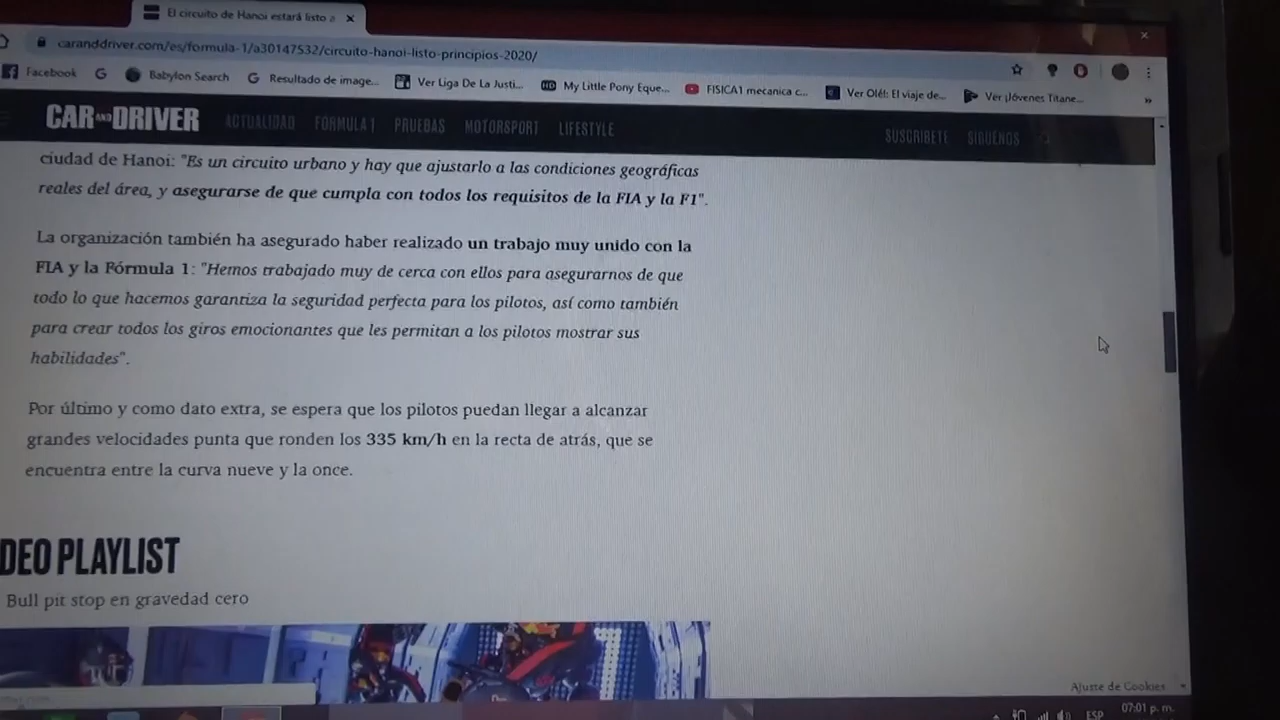 El circuito de Hanoi estará listo a
caranddriver.com/es/formula-1/a30147532/circuito-hanoi-listo-principios-2020/
Facebook
Babylon Search
Resultado de image...
Ver Liga De La Justi...
HD
My Little Pony Eque...
FISICA1 mecanica c...
Ver Olé!: El viaje de...
Ver ¡Jóvenes Titane...
»
CAR AND DRIVER ACTUALIDAD FÓRMULA 1 PRUEBAS MOTORSPORT LIFESTYLE SUSCRÍBETE SÍGUENOS
ciudad de Hanoi: "Es un circuito urbano y hay que ajustarlo a las condiciones geográficas
reales del área, y asegurarse de que cumpla con todos los requisitos de la FIA y la F1".
La organización también ha asegurado haber realizado un trabajo muy unido con la
FIA y la Fórmula 1: "Hemos trabajado muy de cerca con ellos para asegurarnos de que
todo lo que hacemos garantiza la seguridad perfecta para los pilotos, así como también
para crear todos los giros emocionantes que les permitan a los pilotos mostrar sus
habilidades".
Por último y como dato extra, se espera que los pilotos puedan llegar a alcanzar
grandes velocidades punta que ronden los 335 km/h en la recta de atrás, que se
encuentra entre la curva nueve y la once.
DEO PLAYLIST
Bull pit stop en gravedad cero
Ajuste de Cookies
ESP
07:01 p. m.